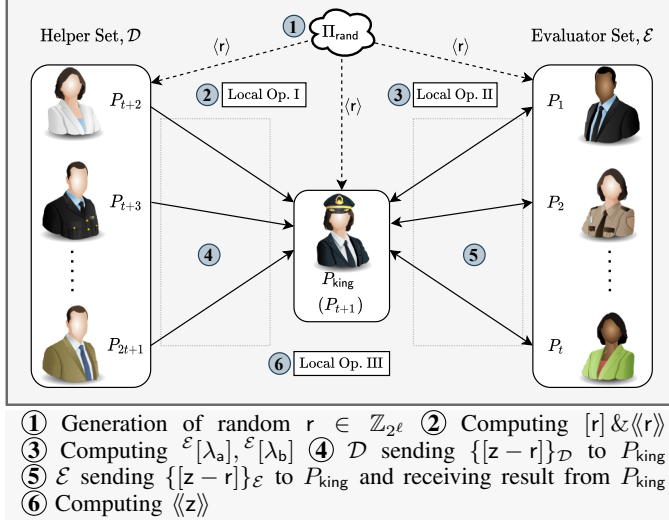 ① Π_rand
Helper Set, 𝒟
Evaluator Set, ℰ
⟨r⟩ ⟨r⟩
② Local Op. I ③ Local Op. II
P_{t+2} ⟨r⟩ P_1
P_{t+3} P_2
④ ⑤
P_king
(P_{t+1})
P_{2t+1} P_t
⑥ Local Op. III
① Generation of random r ∈ ℤ_{2^ℓ} ② Computing [r] & ⟨⟨r⟩⟩
③ Computing ^ℰ[λ_a], ^ℰ[λ_b] ④ 𝒟 sending {[z − r]}_𝒟 to P_king
⑤ ℰ sending {[z − r]}_ℰ to P_king and receiving result from P_king
⑥ Computing ⟨⟨z⟩⟩